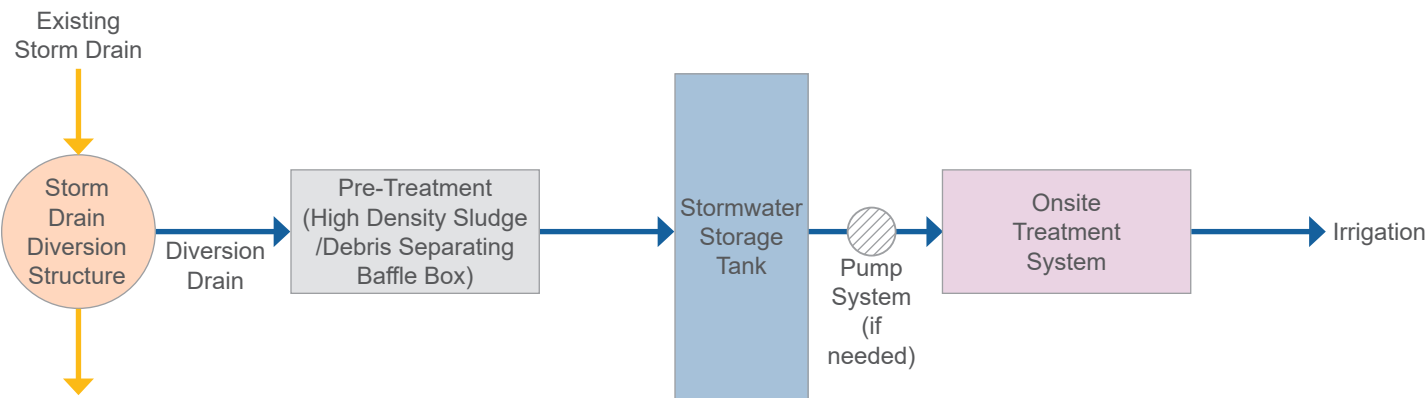 Existing
Storm Drain
Storm
Drain
Diversion
Structure
Diversion
Drain
Pre-Treatment
(High Density Sludge
/Debris Separating
Baffle Box)
Stormwater
Storage
Tank
Pump
System
(if
needed)
Onsite
Treatment
System
Irrigation